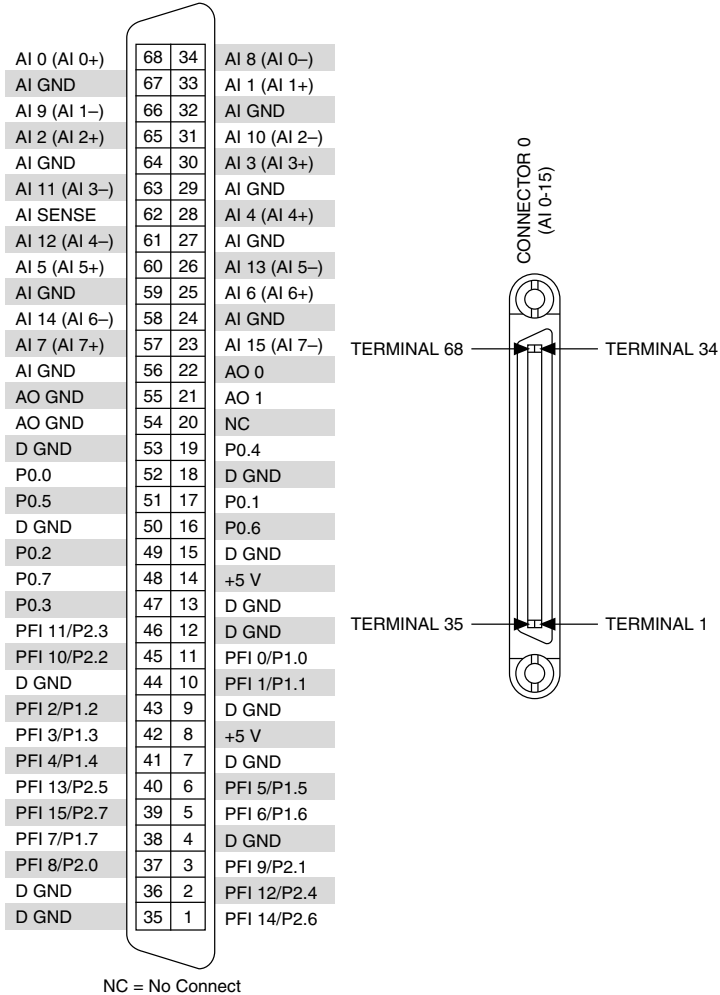 AI 0 (AI 0+) 68 34 AI 8 (AI 0–)
AI GND 67 33 AI 1 (AI 1+)
AI 9 (AI 1–) 66 32 AI GND
AI 2 (AI 2+) 65 31 AI 10 (AI 2–)
AI GND 64 30 AI 3 (AI 3+)
AI 11 (AI 3–) 63 29 AI GND
AI SENSE 62 28 AI 4 (AI 4+)
AI 12 (AI 4–) 61 27 AI GND
AI 5 (AI 5+) 60 26 AI 13 (AI 5–)
AI GND 59 25 AI 6 (AI 6+)
AI 14 (AI 6–) 58 24 AI GND
AI 7 (AI 7+) 57 23 AI 15 (AI 7–)
AI GND 56 22 AO 0
AO GND 55 21 AO 1
AO GND 54 20 NC
D GND 53 19 P0.4
P0.0 52 18 D GND
P0.5 51 17 P0.1
D GND 50 16 P0.6
P0.2 49 15 D GND
P0.7 48 14 +5 V
P0.3 47 13 D GND
PFI 11/P2.3 46 12 D GND
PFI 10/P2.2 45 11 PFI 0/P1.0
D GND 44 10 PFI 1/P1.1
PFI 2/P1.2 43 9 D GND
PFI 3/P1.3 42 8 +5 V
PFI 4/P1.4 41 7 D GND
PFI 13/P2.5 40 6 PFI 5/P1.5
PFI 15/P2.7 39 5 PFI 6/P1.6
PFI 7/P1.7 38 4 D GND
PFI 8/P2.0 37 3 PFI 9/P2.1
D GND 36 2 PFI 12/P2.4
D GND 35 1 PFI 14/P2.6
NC = No Connect
CONNECTOR 0
(AI 0-15)
TERMINAL 68 TERMINAL 34
TERMINAL 35 TERMINAL 1